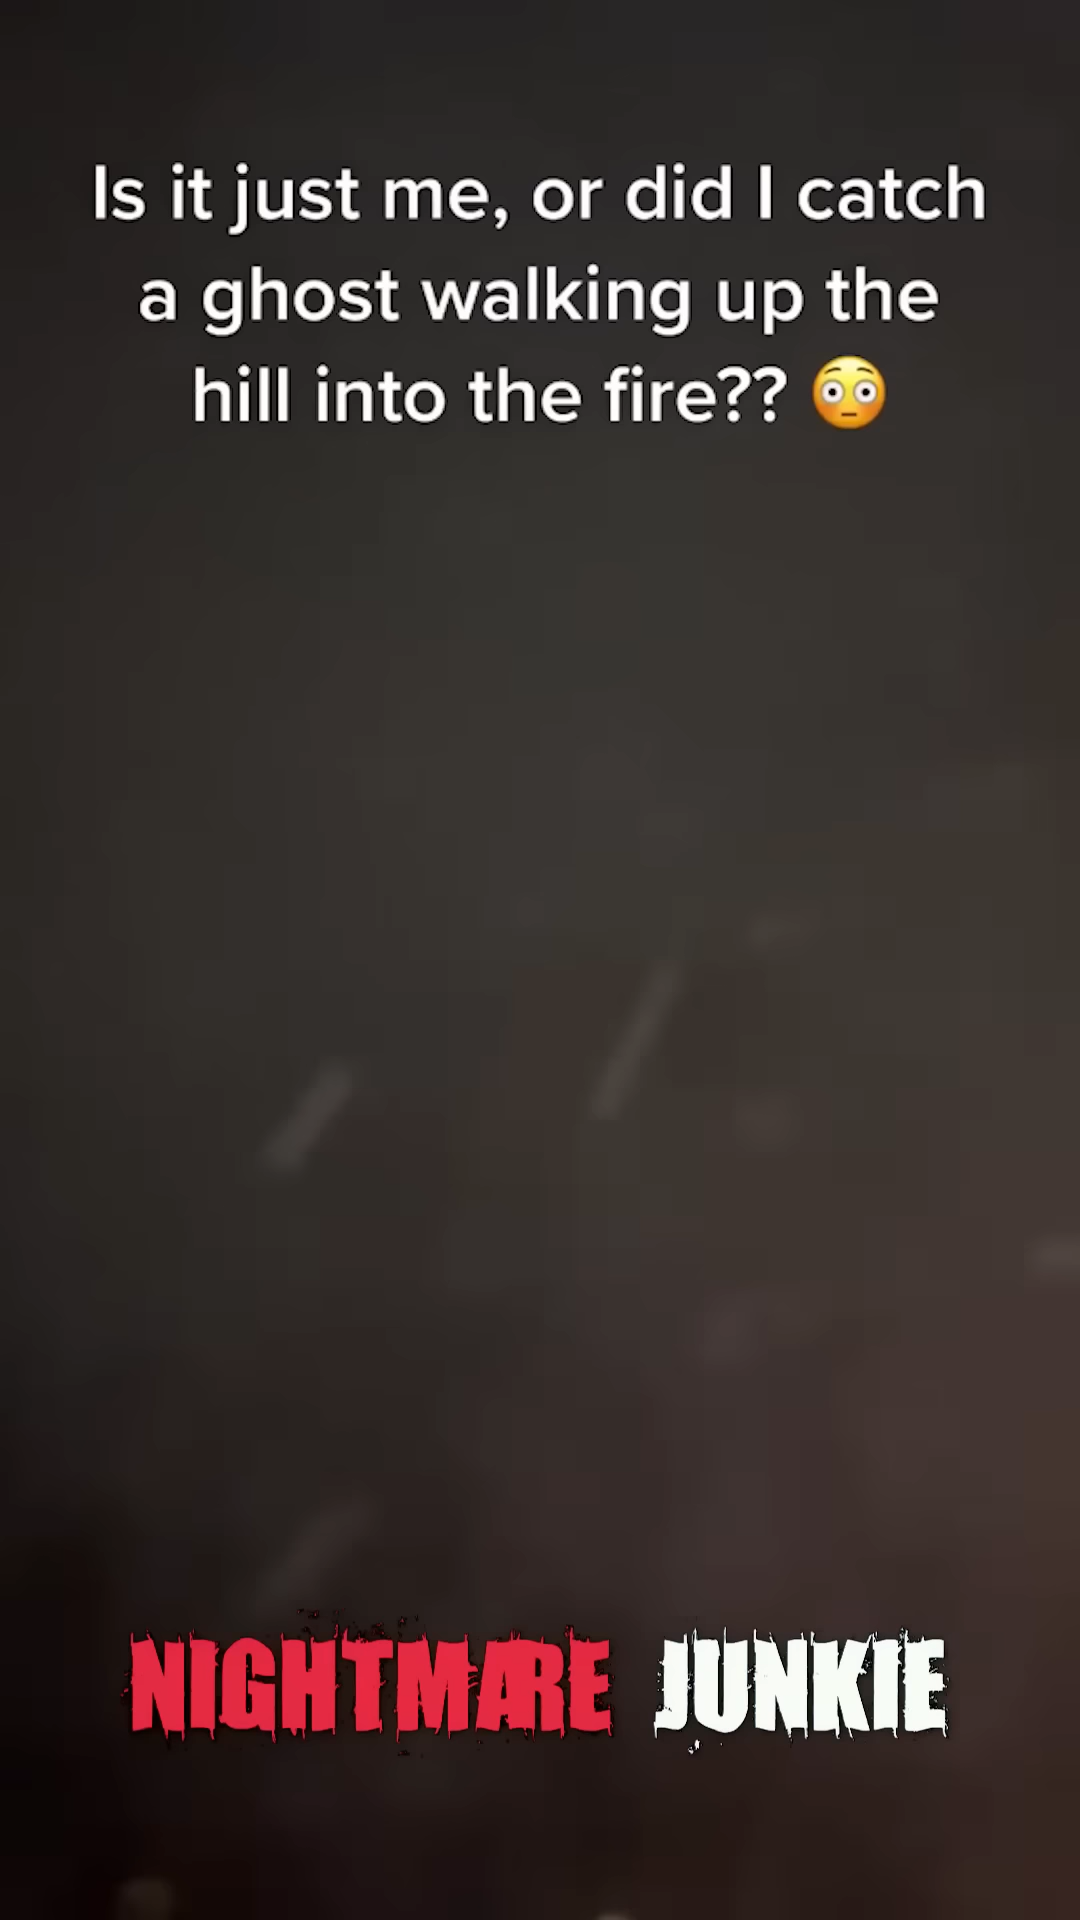 Is it just me, or did I catch
a ghost walking up the
hill into the fire?? 😳
NIGHTMARE JUNKIE